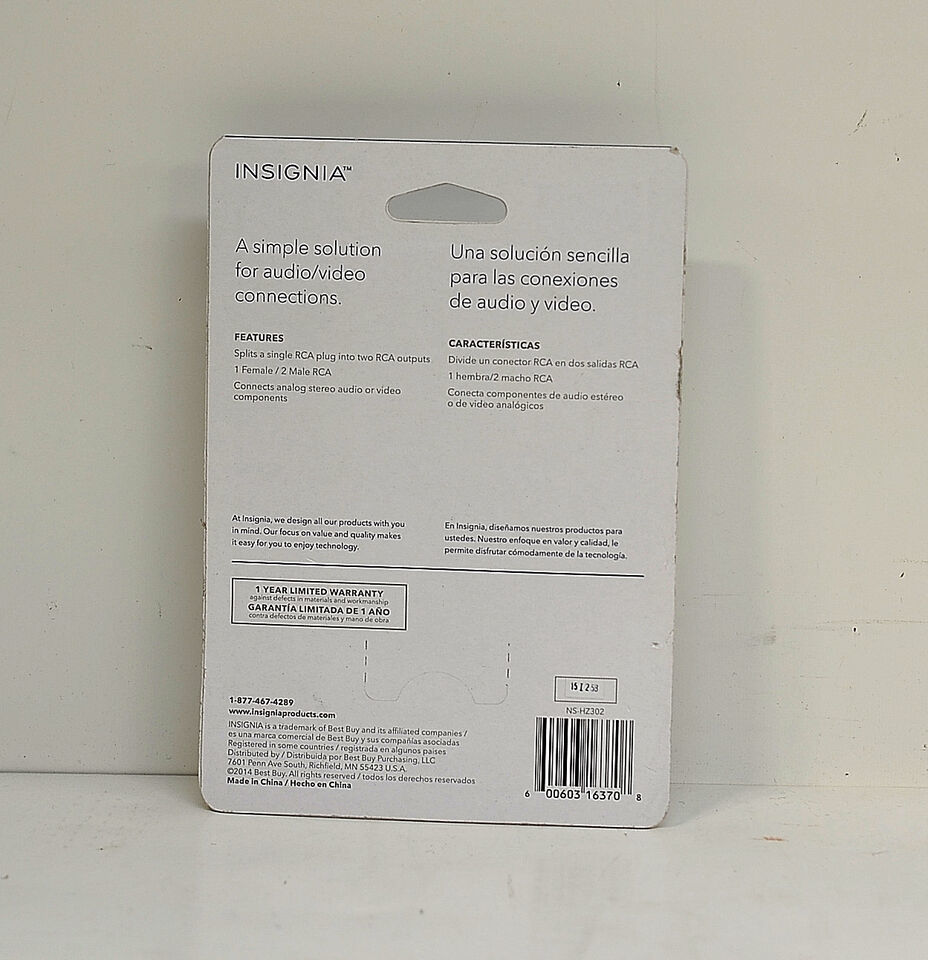 INSIGNIA™
A simple solution
for audio/video
connections.
FEATURES
Splits a single RCA plug into two RCA outputs
1 Female / 2 Male RCA
Connects analog stereo audio or video
components
Una solución sencilla
para las conexiones
de audio y video.
CARACTERÍSTICAS
Divide un conector RCA en dos salidas RCA
1 hembra/2 macho RCA
Conecta componentes de audio estéreo
o de video analógicos
At Insignia, we design all our products with you
in mind. Our focus on value and quality makes
it easy for you to enjoy technology.
En Insignia, diseñamos nuestros productos para
ustedes. Nuestro enfoque en valor y calidad, le
permite disfrutar cómodamente de la tecnología.
1 YEAR LIMITED WARRANTY
against defects in materials and workmanship
GARANTÍA LIMITADA DE 1 AÑO
contra defectos de materiales y mano de obra
1-877-467-4289
www.insigniaproducts.com
INSIGNIA is a trademark of Best Buy and its affiliated companies /
es una marca comercial de Best Buy y sus compañías asociadas
Registered in some countries / registrada en algunos paises
Distributed by / Distribuida por Best Buy Purchasing, LLC
7601 Penn Ave South, Richfield, MN 55423 U.S.A.
©2014 Best Buy, All rights reserved / todos los derechos reservados
Made in China / Hecho en China
NS-HZ302
6 00603 16370 8